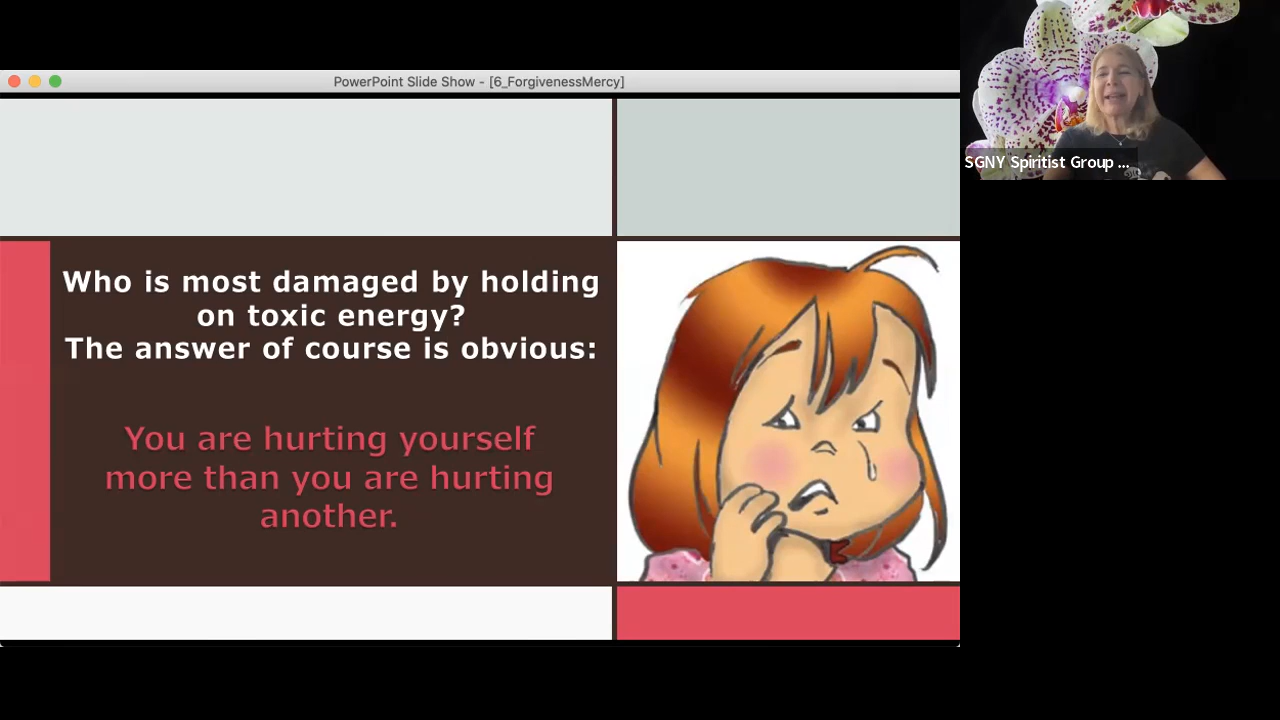 PowerPoint Slide Show - [6_ForgivenessMercy]
SGNY Spiritist Group ...
Who is most damaged by holding
on toxic energy?
The answer of course is obvious:
You are hurting yourself
more than you are hurting
another.